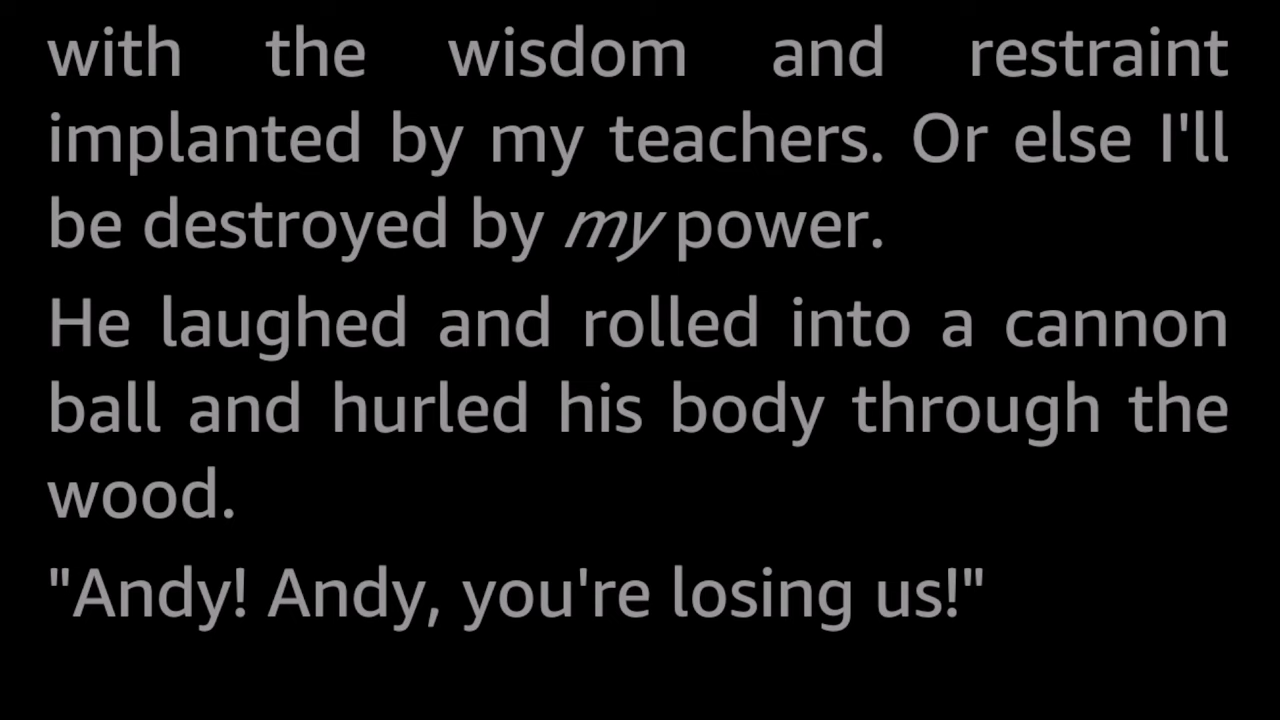 with the wisdom and restraint
implanted by my teachers. Or else I'll
be destroyed by my power.
He laughed and rolled into a cannon
ball and hurled his body through the
wood.
"Andy! Andy, you're losing us!"